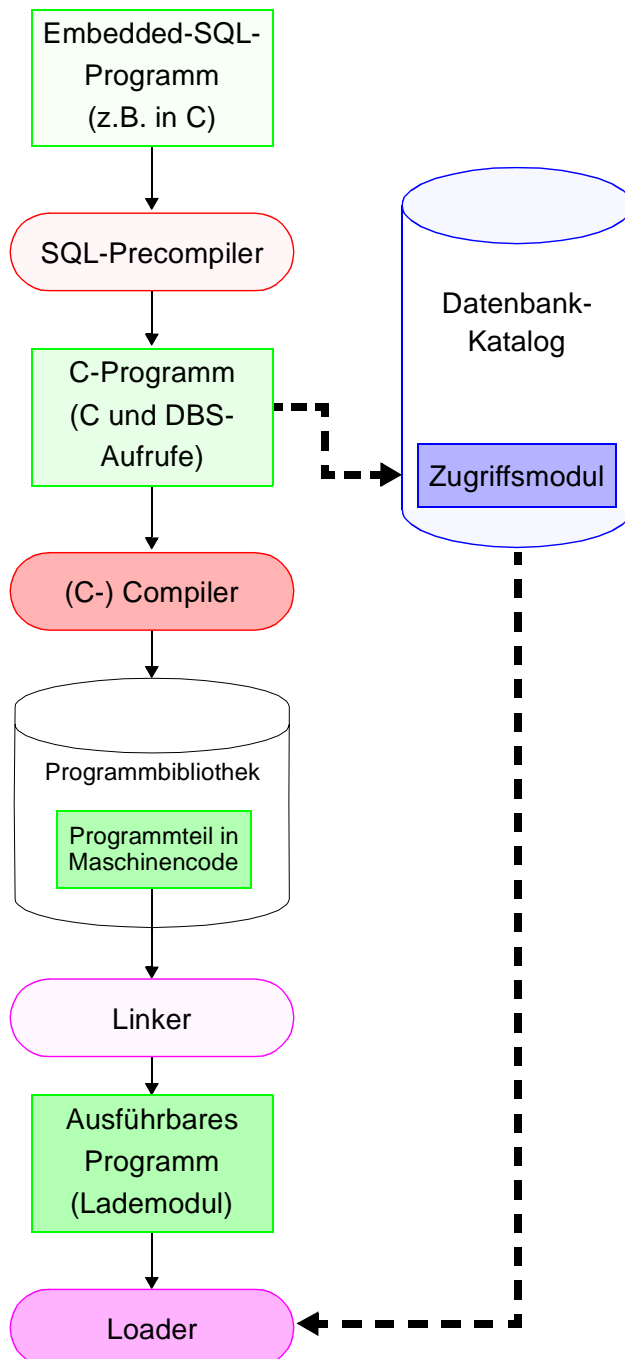 Embedded-SQL-
Programm
(z.B. in C)
SQL-Precompiler
C-Programm
(C und DBS-
Aufrufe)
Datenbank-
Katalog
Zugriffsmodul
(C-) Compiler
Programmbibliothek
Programmteil in
Maschinencode
Linker
Ausführbares
Programm
(Lademodul)
Loader